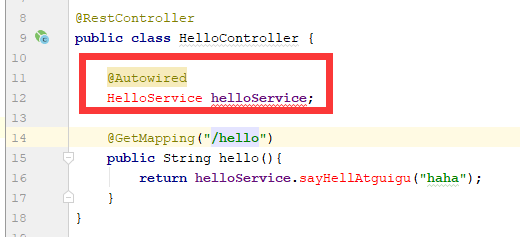 8 @RestController
9 public class HelloController {
10
11 @Autowired
12 HelloService helloService;
13
14 @GetMapping("/hello")
15 public String hello(){
16 return helloService.sayHellAtguigu("haha");
17 }
18 }